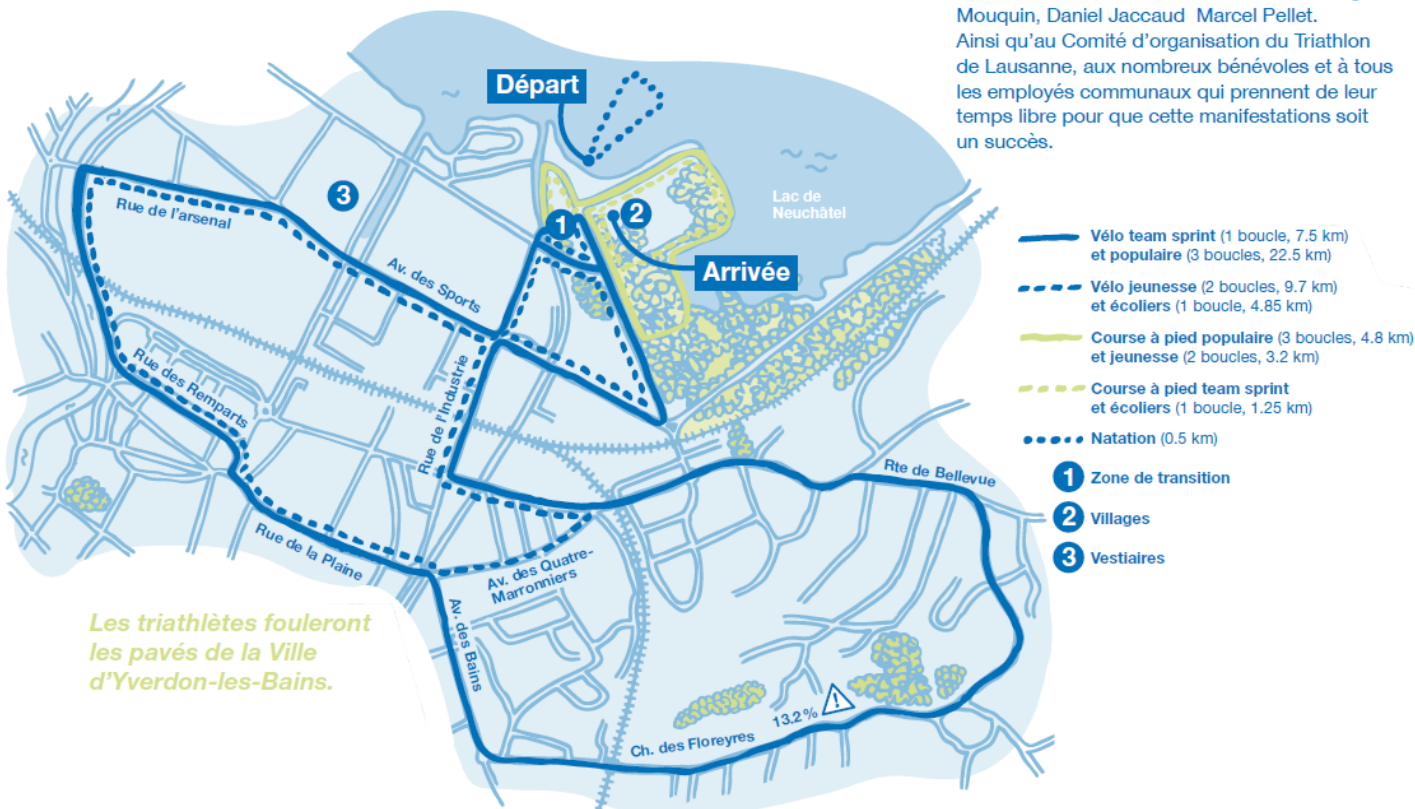 Mouquin, Daniel Jaccaud  Marcel Pellet.
Ainsi qu’au Comité d’organisation du Triathlon
de Lausanne, aux nombreux bénévoles et à tous
les employés communaux qui prennent de leur
temps libre pour que cette manifestations soit
un succès.
Départ
Lac de
Neuchâtel
3
1
2
Arrivée
Rue de l’arsenal
Av. des Sports
Rue des Remparts
Rue de l’Industrie
Rte de Bellevue
Rue de la Plaine
Av. des Quatre-
Marronniers
Av. des Bains
13.2 %
!
Ch. des Floreyres
Les triathlètes fouleront
les pavés de la Ville
d’Yverdon-les-Bains.
Vélo team sprint (1 boucle, 7.5 km)
et populaire (3 boucles, 22.5 km)
Vélo jeunesse (2 boucles, 9.7 km)
et écoliers (1 boucle, 4.85 km)
Course à pied populaire (3 boucles, 4.8 km)
et jeunesse (2 boucles, 3.2 km)
Course à pied team sprint
et écoliers (1 boucle, 1.25 km)
Natation (0.5 km)
1 Zone de transition
2 Villages
3 Vestiaires